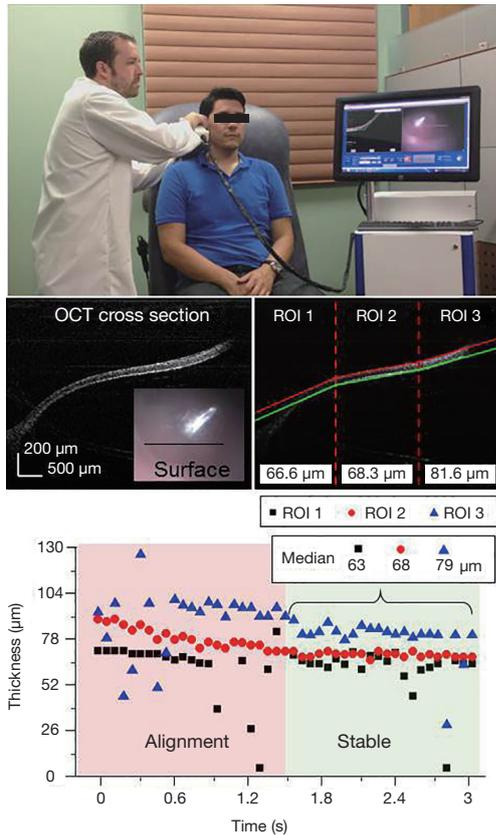 OCT cross section
200 µm
500 µm
Surface
ROI 1 ROI 2 ROI 3
66.6 µm 68.3 µm 81.6 µm
ROI 1 ROI 2 ROI 3
Median 63 68 79 µm
Thickness (µm)
130
104
78
52
26
0
Alignment Stable
0 0.6 1.2 1.8 2.4 3
Time (s)